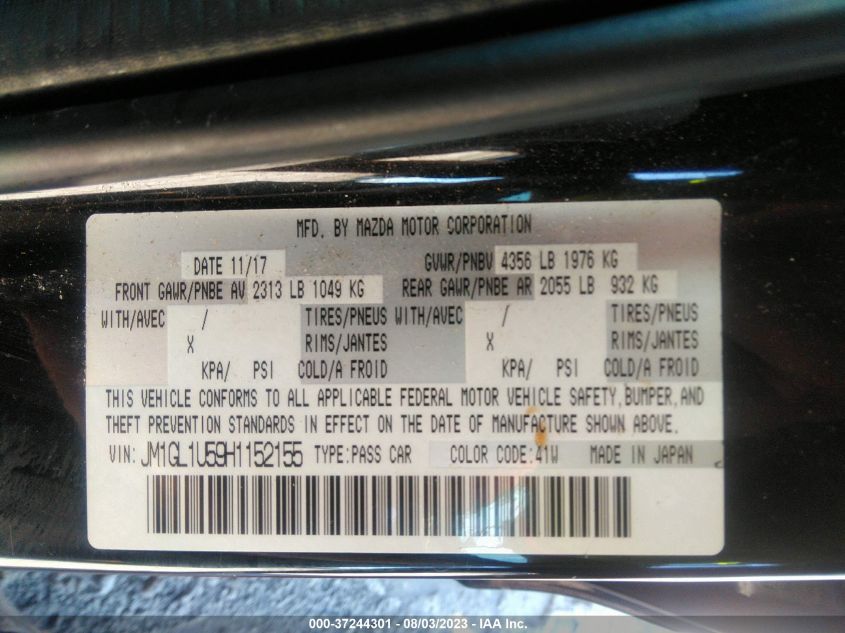 MFD. BY MAZDA MOTOR CORPORATION
DATE 11/17 GVWR/PNBV 4356 LB 1976 KG
FRONT GAWR/PNBE AV 2313 LB 1049 KG REAR GAWR/PNBE AR 2055 LB 932 KG
WITH/AVEC / TIRES/PNEUS WITH/AVEC / TIRES/PNEUS
X RIMS/JANTES X RIMS/JANTES
KPA/ PSI COLD/A FROID KPA/ PSI COLD/A FROID
THIS VEHICLE CONFORMS TO ALL APPLICABLE FEDERAL MOTOR VEHICLE SAFETY, BUMPER, AND
THEFT PREVENTION STANDARDS IN EFFECT ON THE DATE OF MANUFACTURE SHOWN ABOVE.
VIN: JM1GL1U59H1152155 TYPE:PASS CAR COLOR CODE:41W MADE IN JAPAN
000-37244301 - 08/03/2023 - IAA Inc.